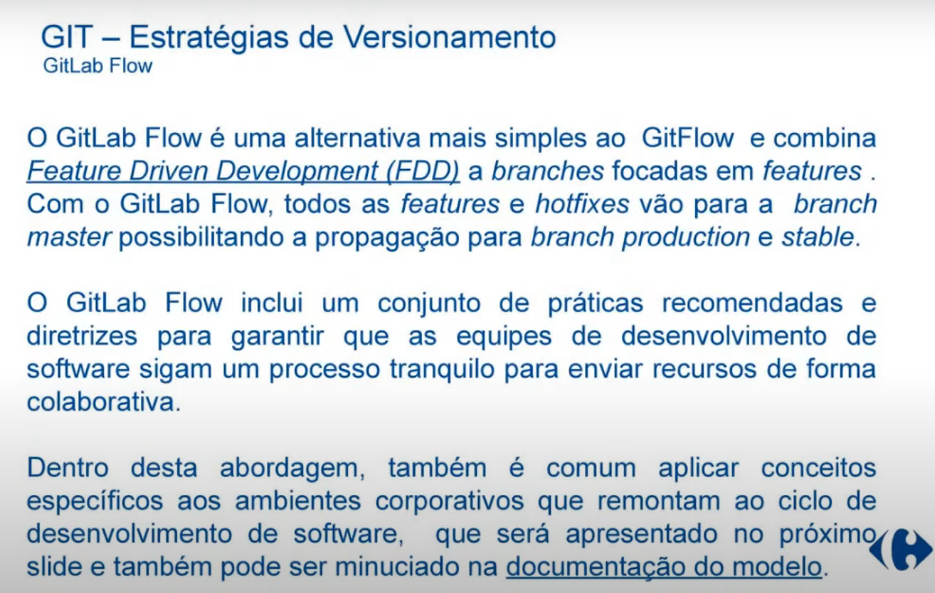 GIT – Estratégias de Versionamento
GitLab Flow
O GitLab Flow é uma alternativa mais simples ao GitFlow e combina
Feature Driven Development (FDD) a branches focadas em features .
Com o GitLab Flow, todos as features e hotfixes vão para a branch
master possibilitando a propagação para branch production e stable.
O GitLab Flow inclui um conjunto de práticas recomendadas e
diretrizes para garantir que as equipes de desenvolvimento de
software sigam um processo tranquilo para enviar recursos de forma
colaborativa.
Dentro desta abordagem, também é comum aplicar conceitos
específicos aos ambientes corporativos que remontam ao ciclo de
desenvolvimento de software, que será apresentado no próximo
slide e também pode ser minuciado na documentação do modelo.